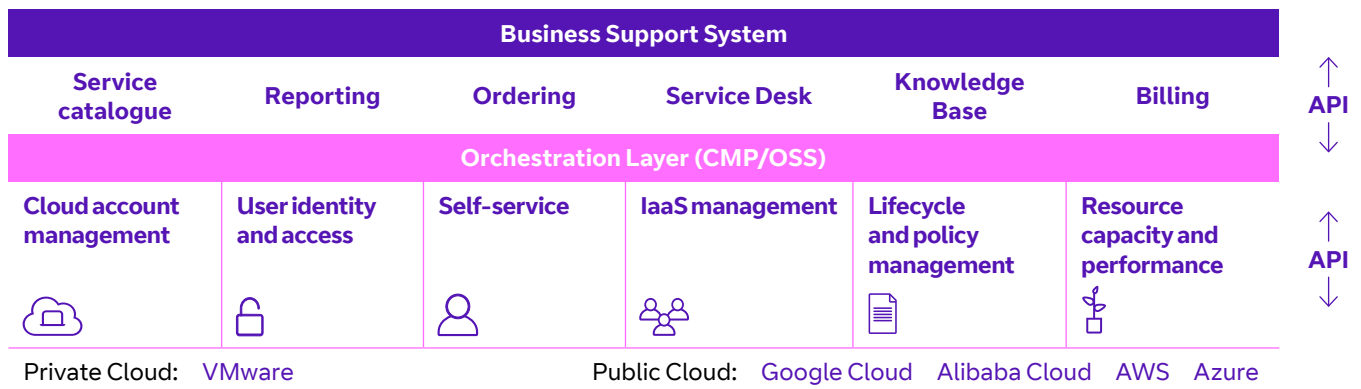 Business Support System
Service
catalogue
Reporting
Ordering
Service Desk
Knowledge
Base
Billing
API
Orchestration Layer (CMP/OSS)
Cloud account
management
User identity
and access
Self-service
IaaS management
Lifecycle
and policy
management
Resource
capacity and
performance
API
Private Cloud: VMware
Public Cloud: Google Cloud Alibaba Cloud AWS Azure